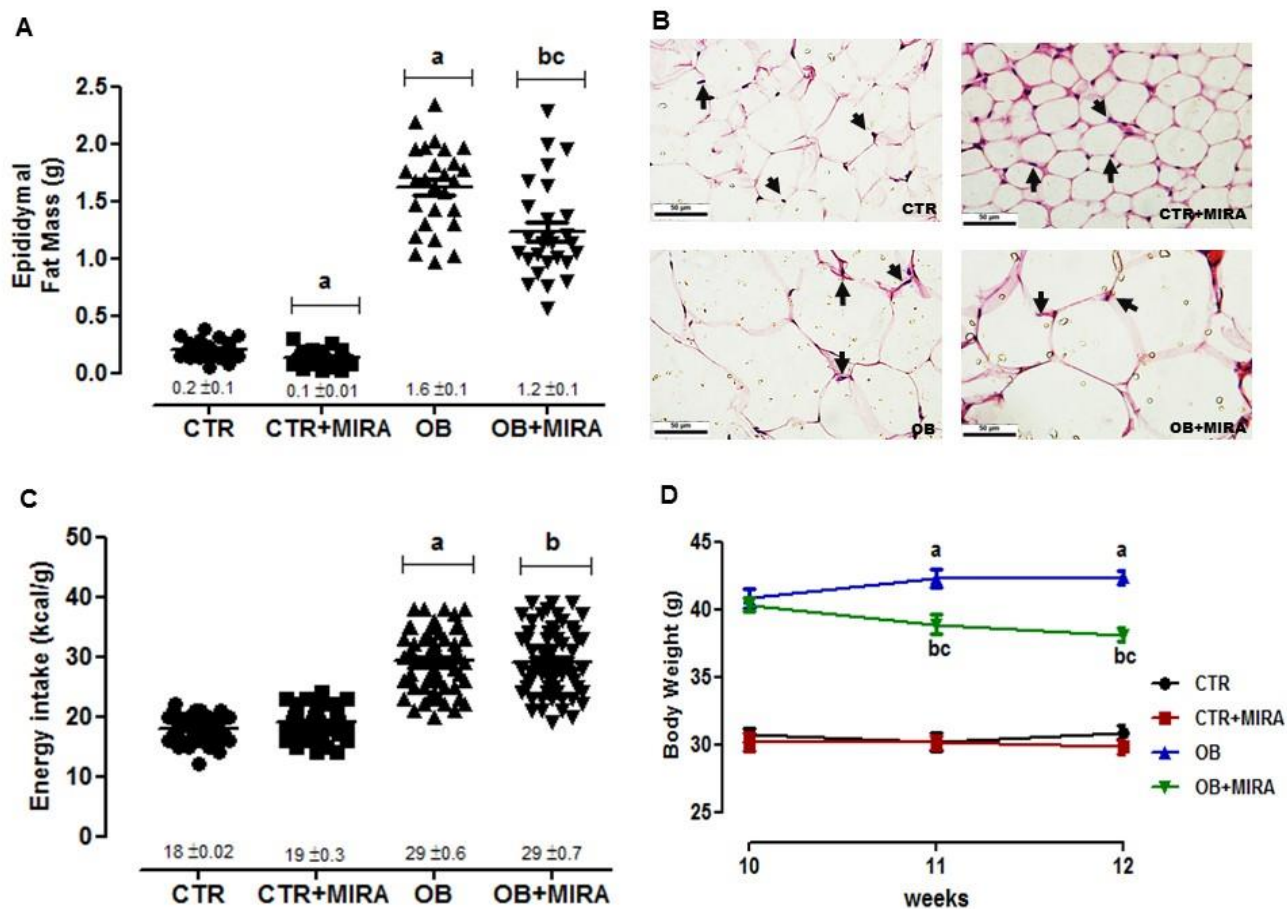 A
Epididymal
Fat Mass (g)
2.5
2.0
1.5
1.0
0.5
0.0
a
a
bc
0.2 ±0.1
0.1 ±0.01
1.6 ±0.1
1.2 ±0.1
CTR
CTR+MIRA
OB
OB+MIRA
B
50 µm
CTR
50 µm
CTR+MIRA
50 µm
OB
50 µm
OB+MIRA
C
Energy intake (kcal/g)
50
40
30
20
10
0
a
b
18 ±0.02
19 ±0.3
29 ±0.6
29 ±0.7
CTR
CTR+MIRA
OB
OB+MIRA
D
Body Weight (g)
45
40
35
30
25
a
a
bc
bc
CTR
CTR+MIRA
OB
OB+MIRA
10
11
12
weeks